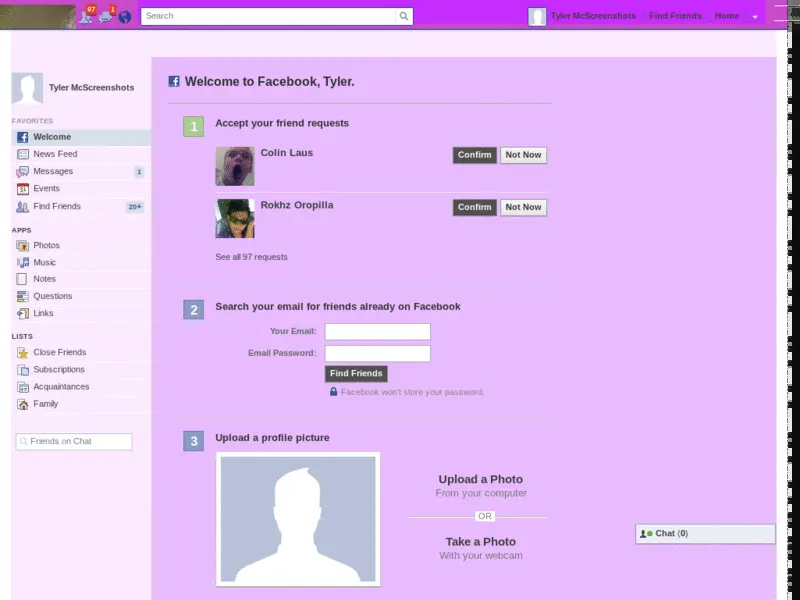 97
1
Search
Tyler McScreenshots
Find Friends
Home
Tyler McScreenshots
FAVORITES
Welcome
News Feed
Messages
1
Events
Find Friends
20+
APPS
Photos
Music
Notes
Questions
Links
LISTS
Close Friends
Subscriptions
Acquaintances
Family
Friends on Chat
Welcome to Facebook, Tyler.
1
Accept your friend requests
Colin Laus
Confirm
Not Now
Rokhz Oropilla
Confirm
Not Now
See all 97 requests
2
Search your email for friends already on Facebook
Your Email:
Email Password:
Find Friends
Facebook won't store your password.
3
Upload a profile picture
Upload a Photo
From your computer
OR
Take a Photo
With your webcam
Chat (0)